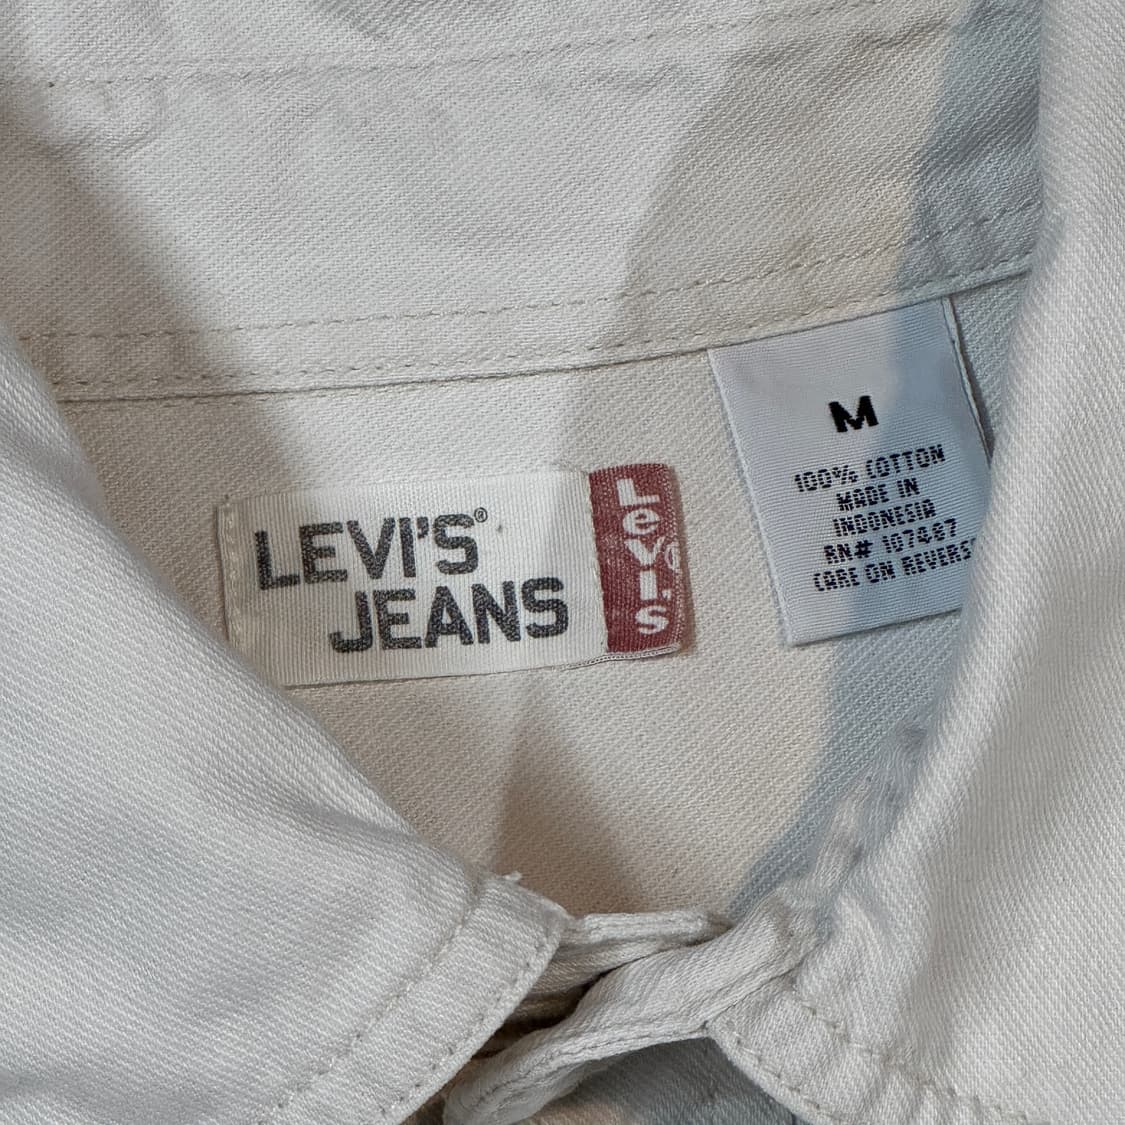 LEVI'S®
JEANS
LEVI'S®
M
100% COTTON
MADE IN
INDONESIA
RN# 107487
CARE ON REVERSE